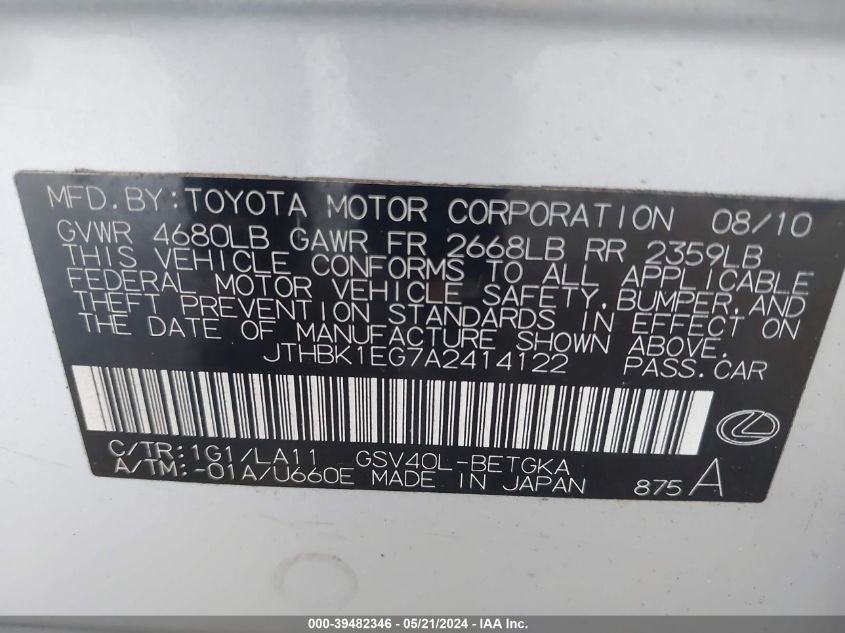 MFD. BY: TOYOTA MOTOR CORPORATION 08/10
GVWR 4680LB GAWR FR 2668LB RR 2359LB
THIS VEHICLE CONFORMS TO ALL APPLICABLE
FEDERAL MOTOR VEHICLE SAFETY, BUMPER, AND
THEFT PREVENTION STANDARDS IN EFFECT ON
THE DATE OF MANUFACTURE SHOWN ABOVE.
JTHBK1EG7A2414122 PASS. CAR
C/TR: 1G1/LA11 GSV40L-BETGKA
A/TM: -01A/U660E MADE IN JAPAN 875 A
000-39482346 - 05/21/2024 - IAA Inc.